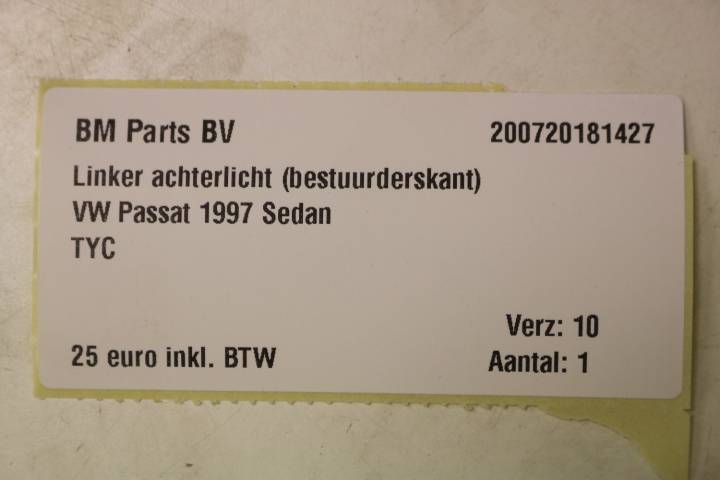 BM Parts BV 200720181427
Linker achterlicht (bestuurderskant)
VW Passat 1997 Sedan
TYC
Verz: 10
25 euro inkl. BTW Aantal: 1